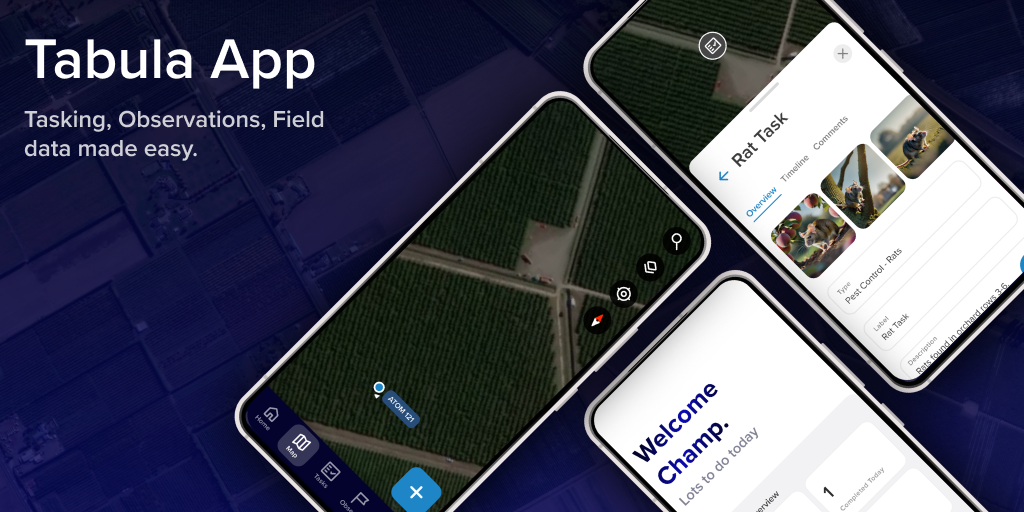 Tabula App
Tasking, Observations, Field
data made easy.
Rat Task
Overview
Timeline
Comments
Type
Pest Control - Rats
Label
Rat Task
Description
Rats found in orchard rows 3-6
ATOM 121
Home
Map
Tasks
Welcome
Champ.
Lots to do today
1
Completed Today